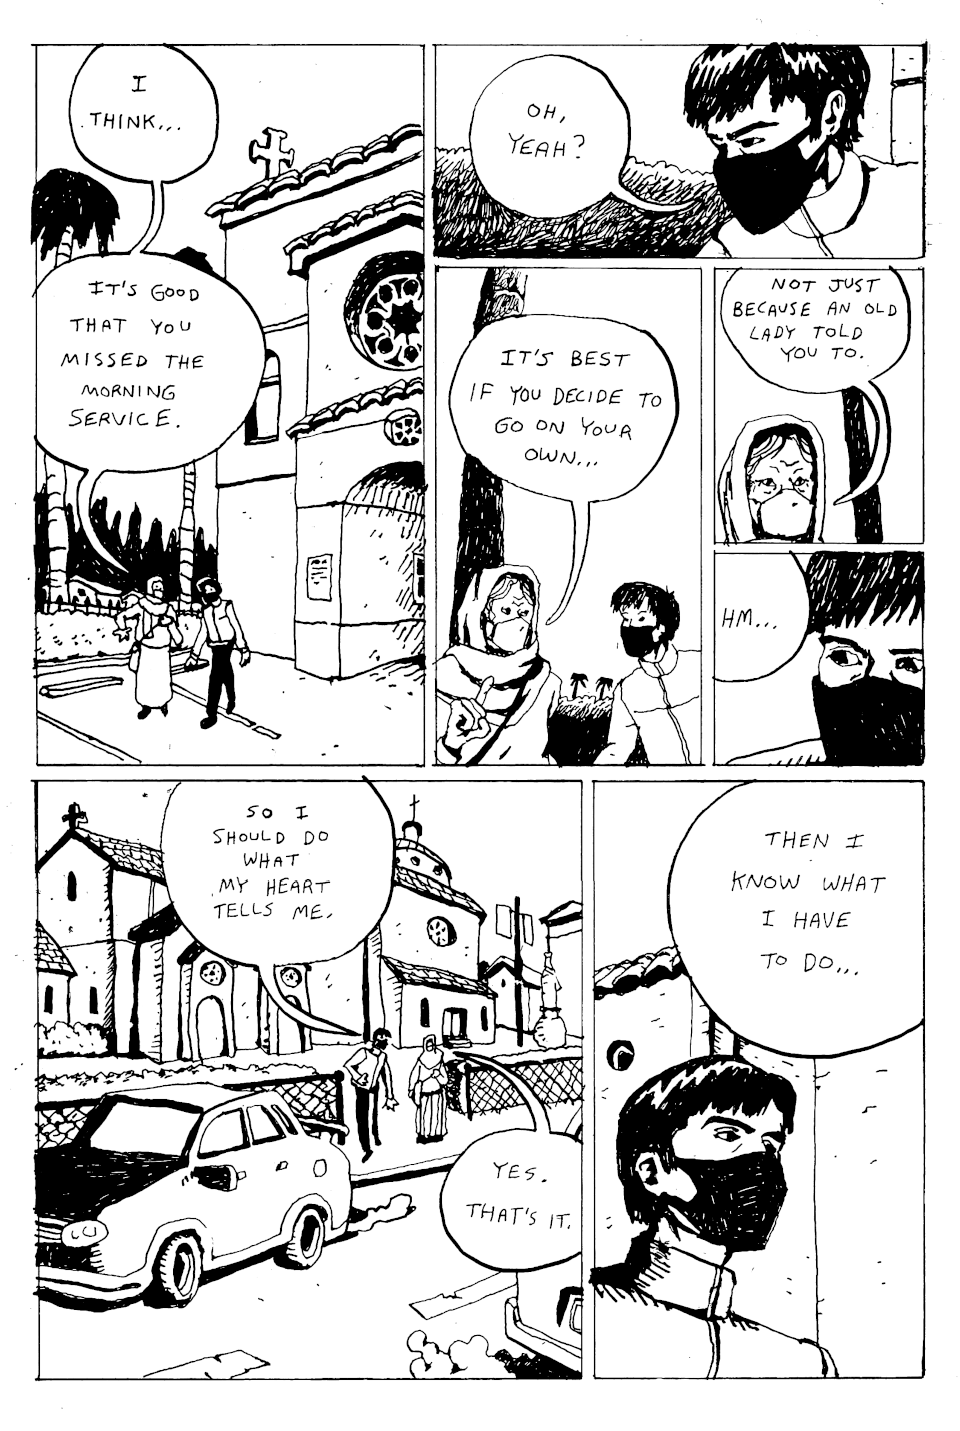 I
THINK...
IT'S GOOD
THAT YOU
MISSED THE
MORNING
SERVICE.
OH,
YEAH?
IT'S BEST
IF YOU DECIDE TO
GO ON YOUR
OWN...
NOT JUST
BECAUSE AN OLD
LADY TOLD
YOU TO.
HM...
SO I
SHOULD DO
WHAT
MY HEART
TELLS ME.
YES.
THAT'S IT.
THEN I
KNOW WHAT
I HAVE
TO DO...